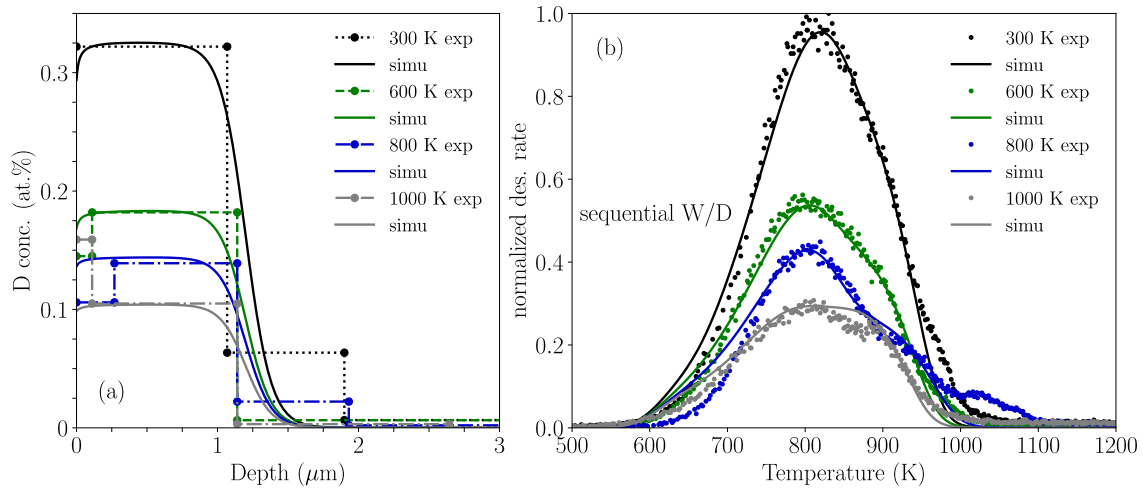 300 K exp
simu
600 K exp
simu
800 K exp
simu
1000 K exp
simu
(a)
0
0.1
0.2
0.3
D conc. (at.%)
0
1
2
3
Depth (μm)
(b)
300 K exp
simu
600 K exp
simu
800 K exp
simu
1000 K exp
simu
sequential W/D
0.0
0.2
0.4
0.6
0.8
1.0
normalized des. rate
500
600
700
800
900
1000
1100
1200
Temperature (K)